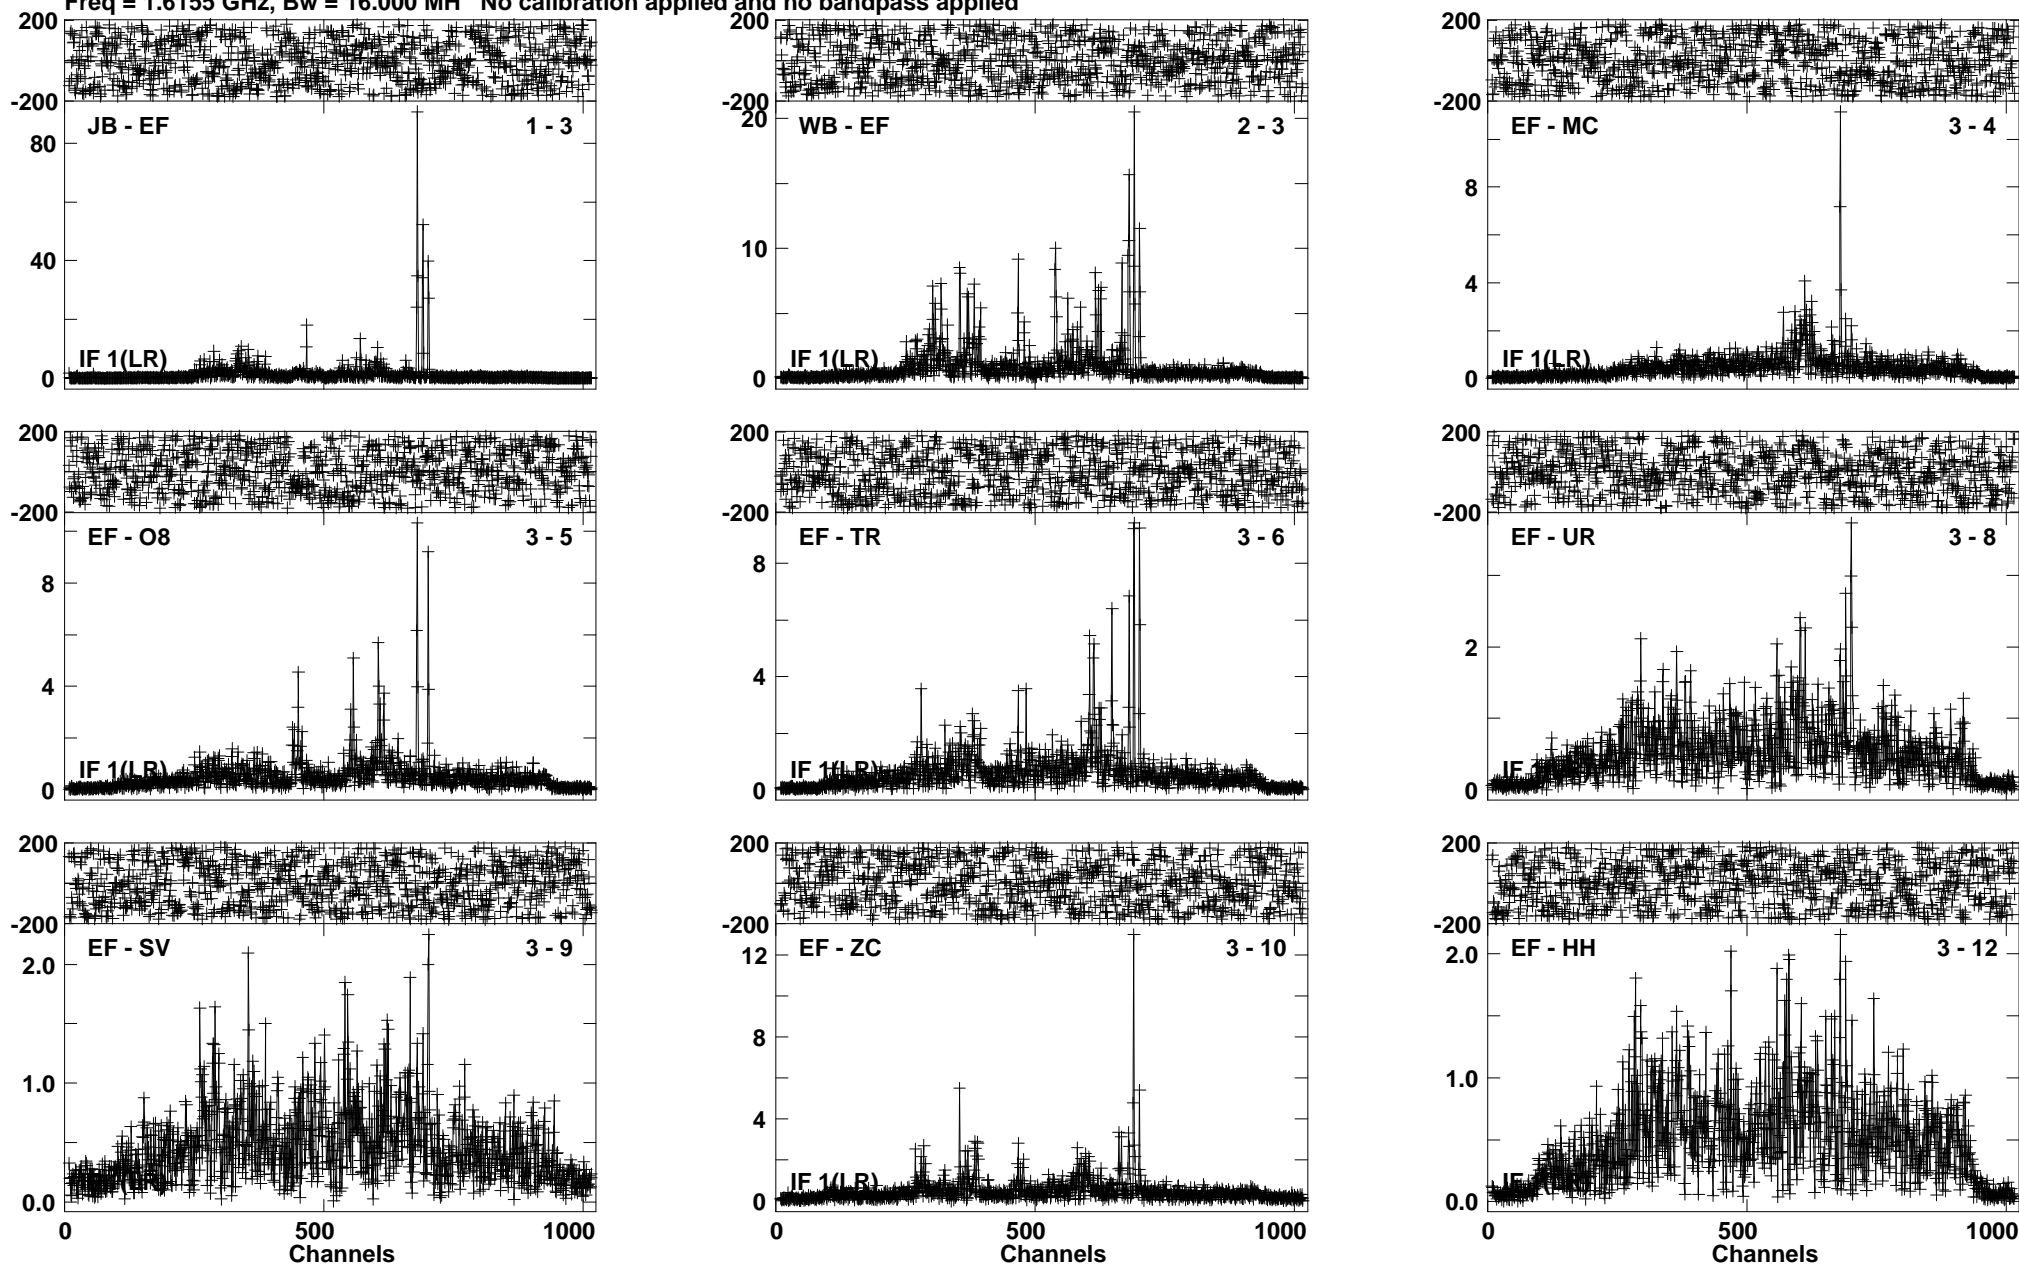 Freq = 1.6155 GHz, Bw = 16.000 MH No calibration applied and no bandpass applied
200 200 200
-200 -200 -200
JB - EF 1 - 3 WB - EF 2 - 3 EF - MC 3 - 4
80 20 8
40 10 4
IF 1(LR) IF 1(LR) IF 1(LR)
0 0 0
200 200 200
-200 -200 -200
EF - O8 3 - 5 EF - TR 3 - 6 EF - UR 3 - 8
8 8 2
4 4
IF 1(LR) IF 1(LR) IF
0 0 0
200 200 200
-200 -200 -200
EF - SV 3 - 9 EF - ZC 3 - 10 EF - HH 3 - 12
2.0 12 2.0
8
1.0 4 1.0
IF 1(LR) IF
0.0 0 0.0
0 500 1000 0 500 1000 0 500 1000
Channels Channels Channels